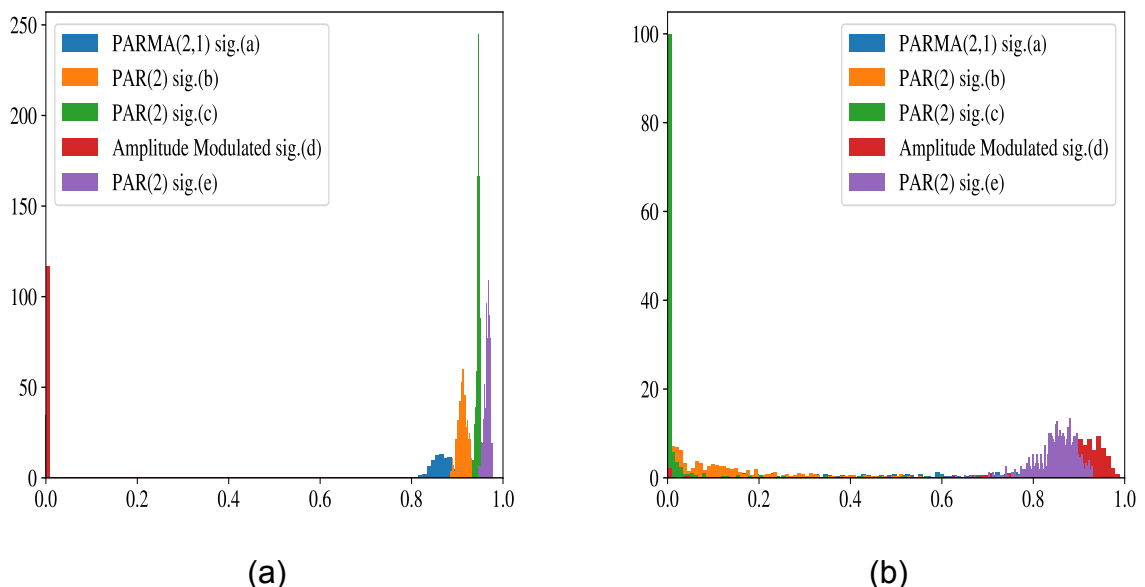 250
200
150
100
50
0
0.0 0.2 0.4 0.6 0.8 1.0
PARMA(2,1) sig.(a)
PAR(2) sig.(b)
PAR(2) sig.(c)
Amplitude Modulated sig.(d)
PAR(2) sig.(e)
(a)
100
80
60
40
20
0
0.0 0.2 0.4 0.6 0.8 1.0
PARMA(2,1) sig.(a)
PAR(2) sig.(b)
PAR(2) sig.(c)
Amplitude Modulated sig.(d)
PAR(2) sig.(e)
(b)